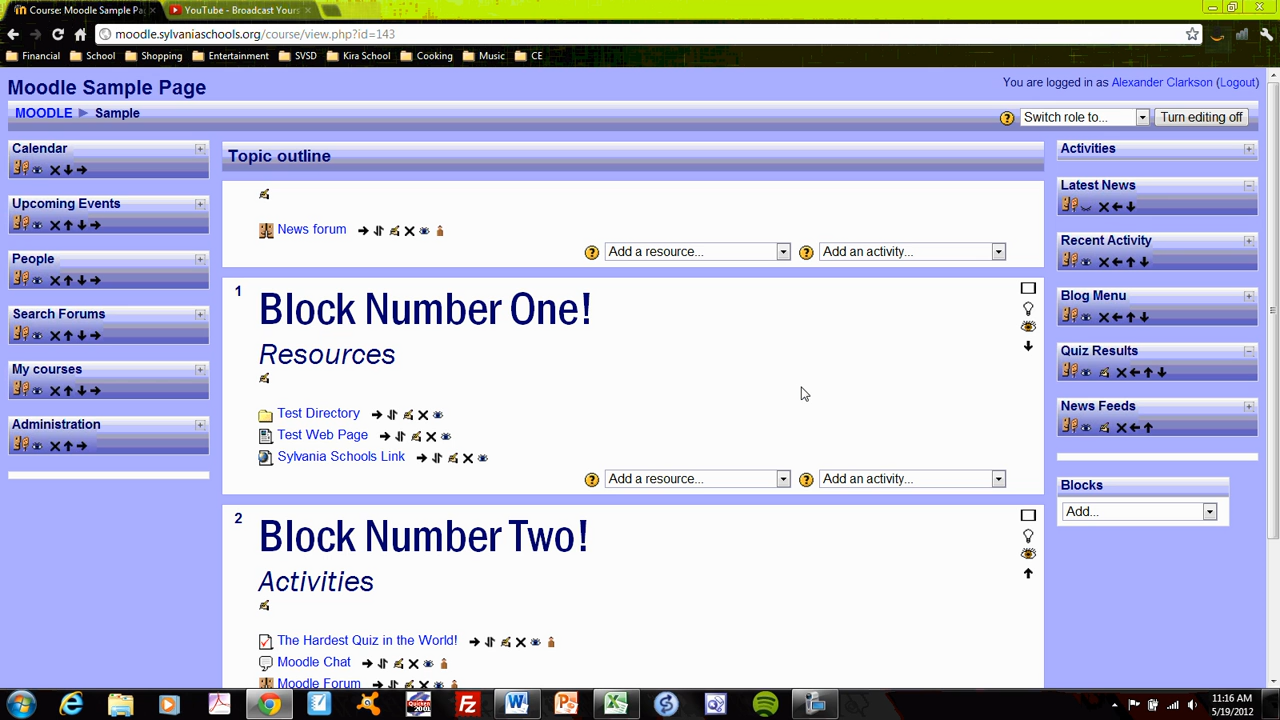 Course: Moodle Sample Pa
YouTube - Broadcast Yours
moodle.sylvaniaschools.org/course/view.php?id=143
Financial School Shopping Entertainment SVSD Kira School Cooking Music CE
Moodle Sample Page
You are logged in as Alexander Clarkson (Logout)
MOODLE ► Sample
Switch role to...
Turn editing off
Calendar
Upcoming Events
People
Search Forums
My courses
Administration
Topic outline
News forum
Add a resource... Add an activity...
1
Block Number One!
Resources
Test Directory
Test Web Page
Sylvania Schools Link
Add a resource... Add an activity...
2
Block Number Two!
Activities
The Hardest Quiz in the World!
Moodle Chat
Moodle Forum
Activities
Latest News
Recent Activity
Blog Menu
Quiz Results
News Feeds
Blocks
Add...
11:16 AM
5/19/2012